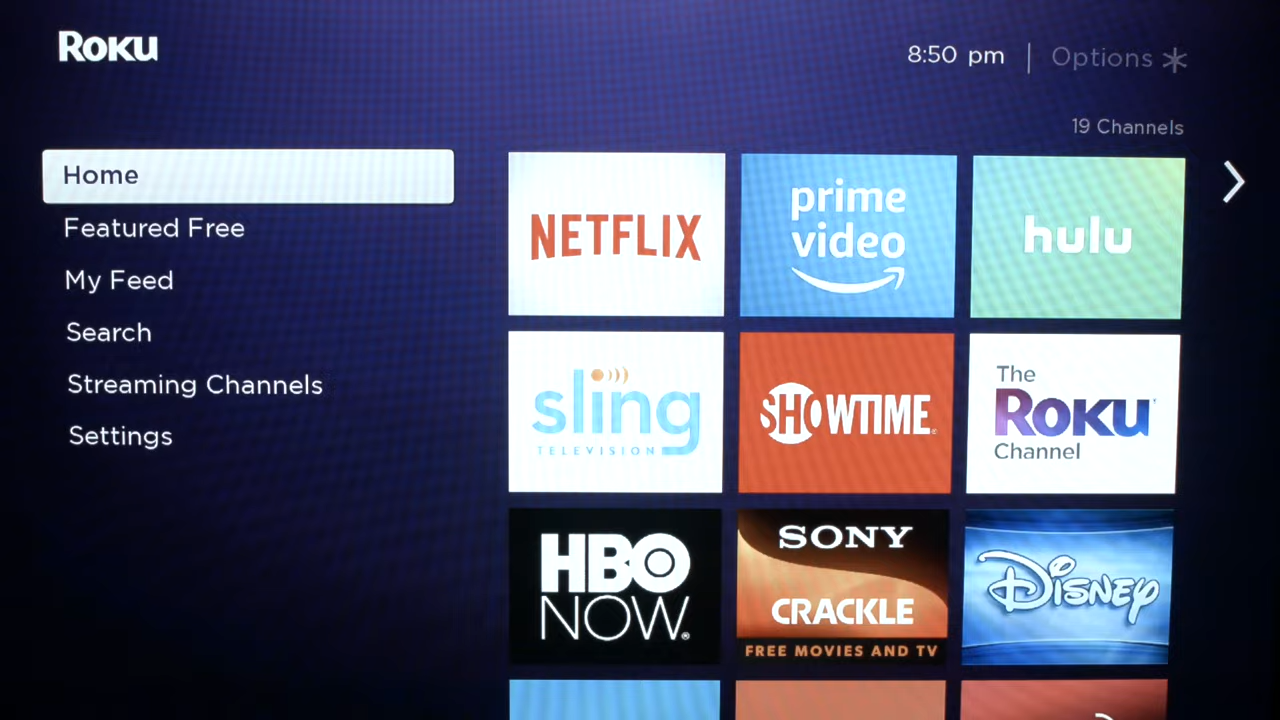 ROKU
8:50 pm | Options *
19 Channels
Home
Featured Free
My Feed
Search
Streaming Channels
Settings
NETFLIX
prime
video
hulu
sling
TELEVISION
SHOWTIME®
The
ROKU
Channel
HBO
NOW®
SONY
CRACKLE
FREE MOVIES AND TV
Disney